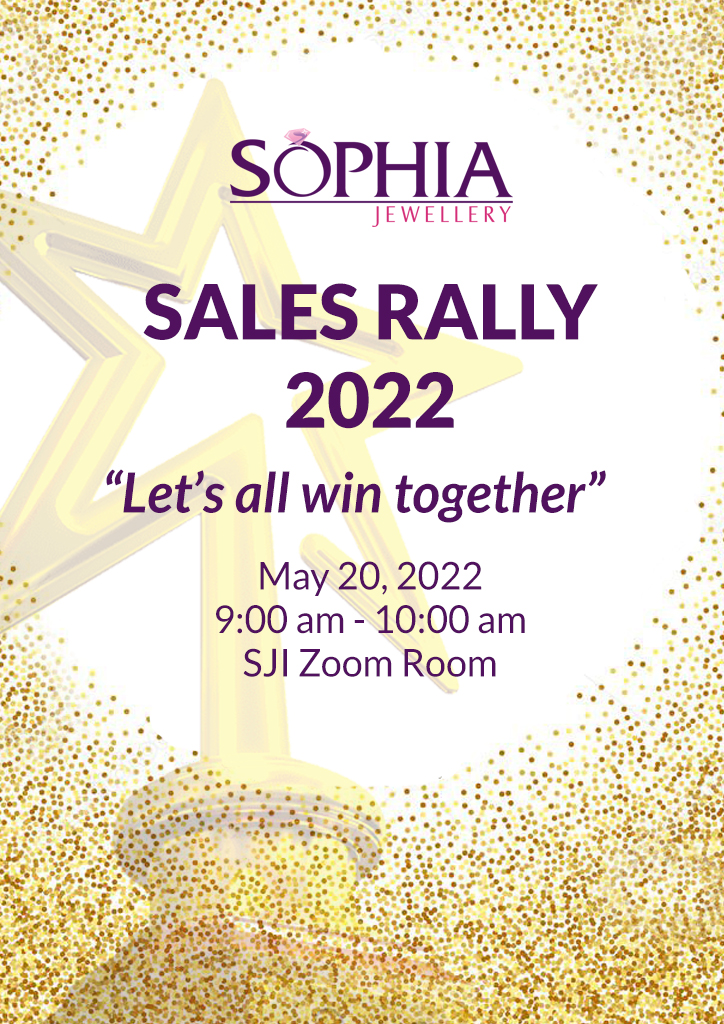 SOPHIA
JEWELLERY
SALES RALLY
2022
“Let’s all win together”
May 20, 2022
9:00 am - 10:00 am
SJI Zoom Room